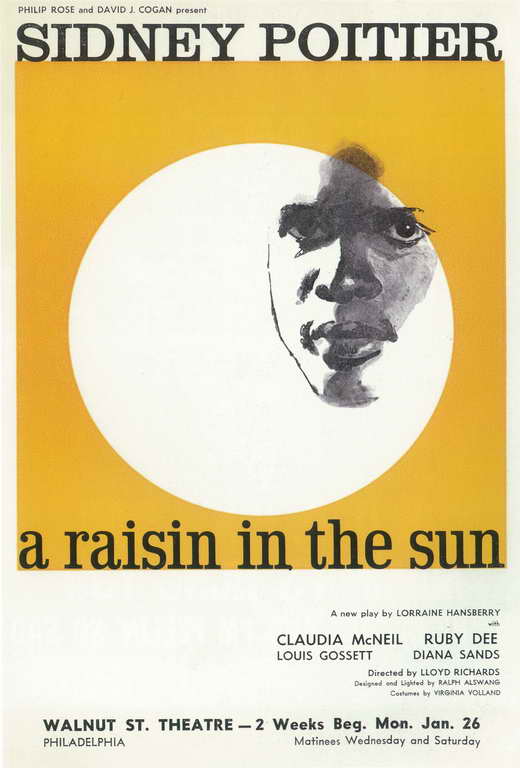 PHILIP ROSE and DAVID J. COGAN present
SIDNEY POITIER
a raisin in the sun
A new play by LORRAINE HANSBERRY
with
CLAUDIA McNEIL RUBY DEE
LOUIS GOSSETT DIANA SANDS
Directed by LLOYD RICHARDS
Designed and Lighted by RALPH ALSWANG
Costumes by VIRGINIA VOLLAND
WALNUT ST. THEATRE — 2 Weeks Beg. Mon. Jan. 26
PHILADELPHIA Matinees Wednesday and Saturday